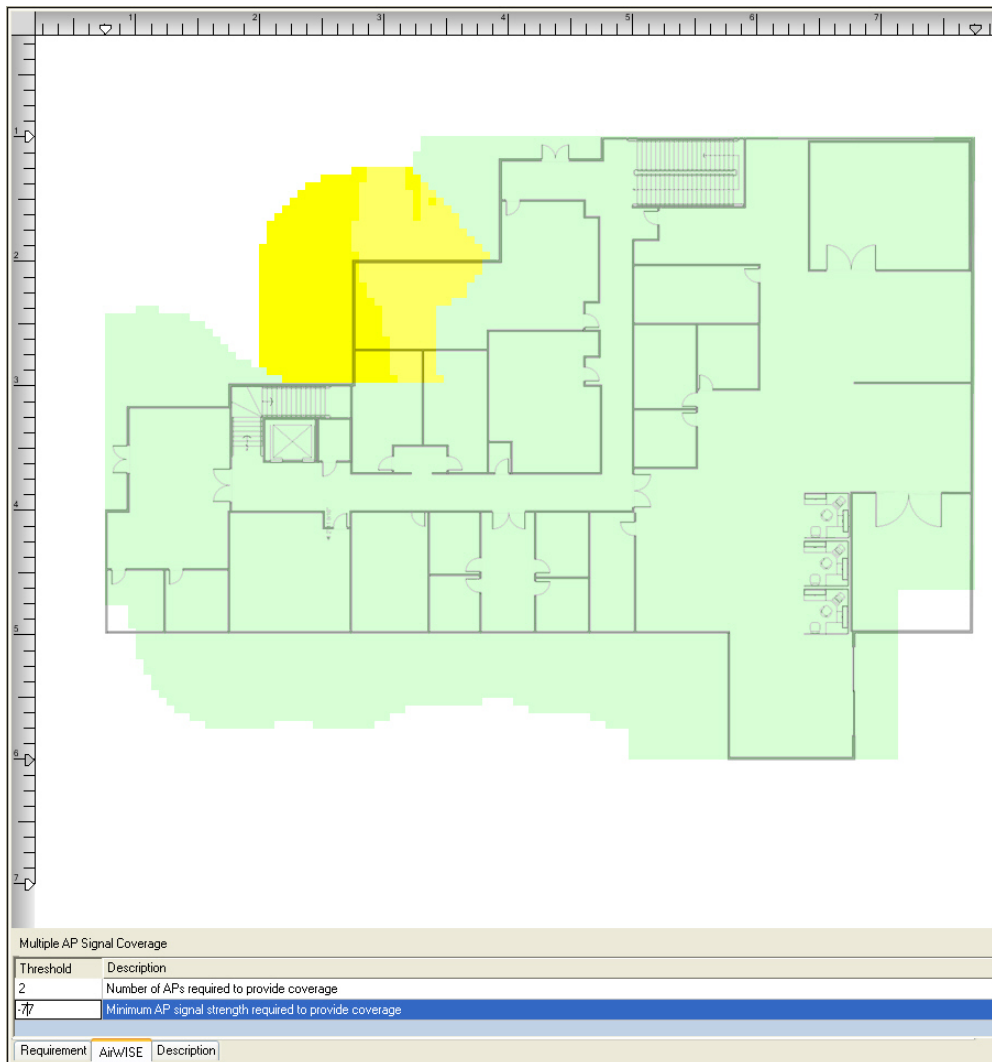 1 2 3 4 5 6 7
1
2
3
4
5
6
7
Multiple AP Signal Coverage
Threshold Description
2 Number of APs required to provide coverage
-77 Minimum AP signal strength required to provide coverage
Requirement AirWISE Description